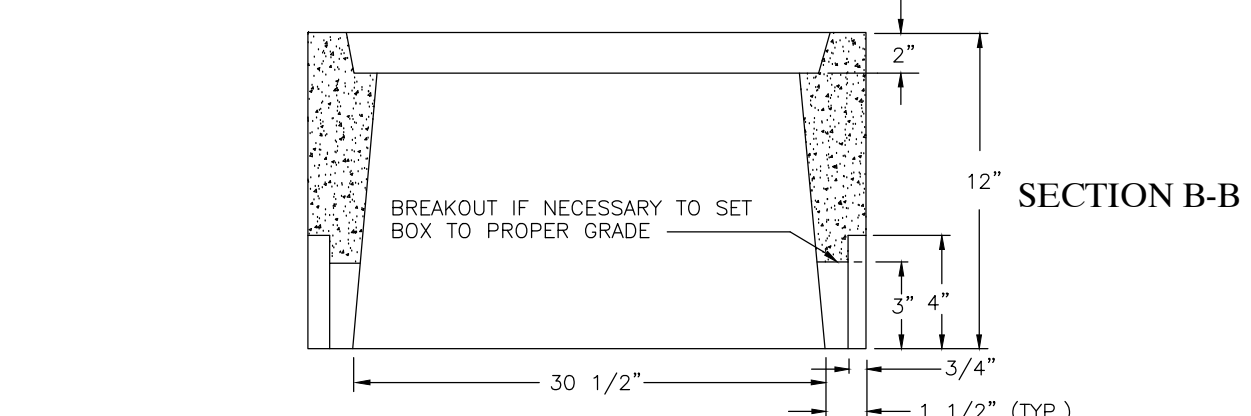 2”
12”
SECTION B-B
BREAKOUT IF NECESSARY TO SET
BOX TO PROPER GRADE
3” 4”
3/4”
30 1/2”
1 1/2” (TYP.)